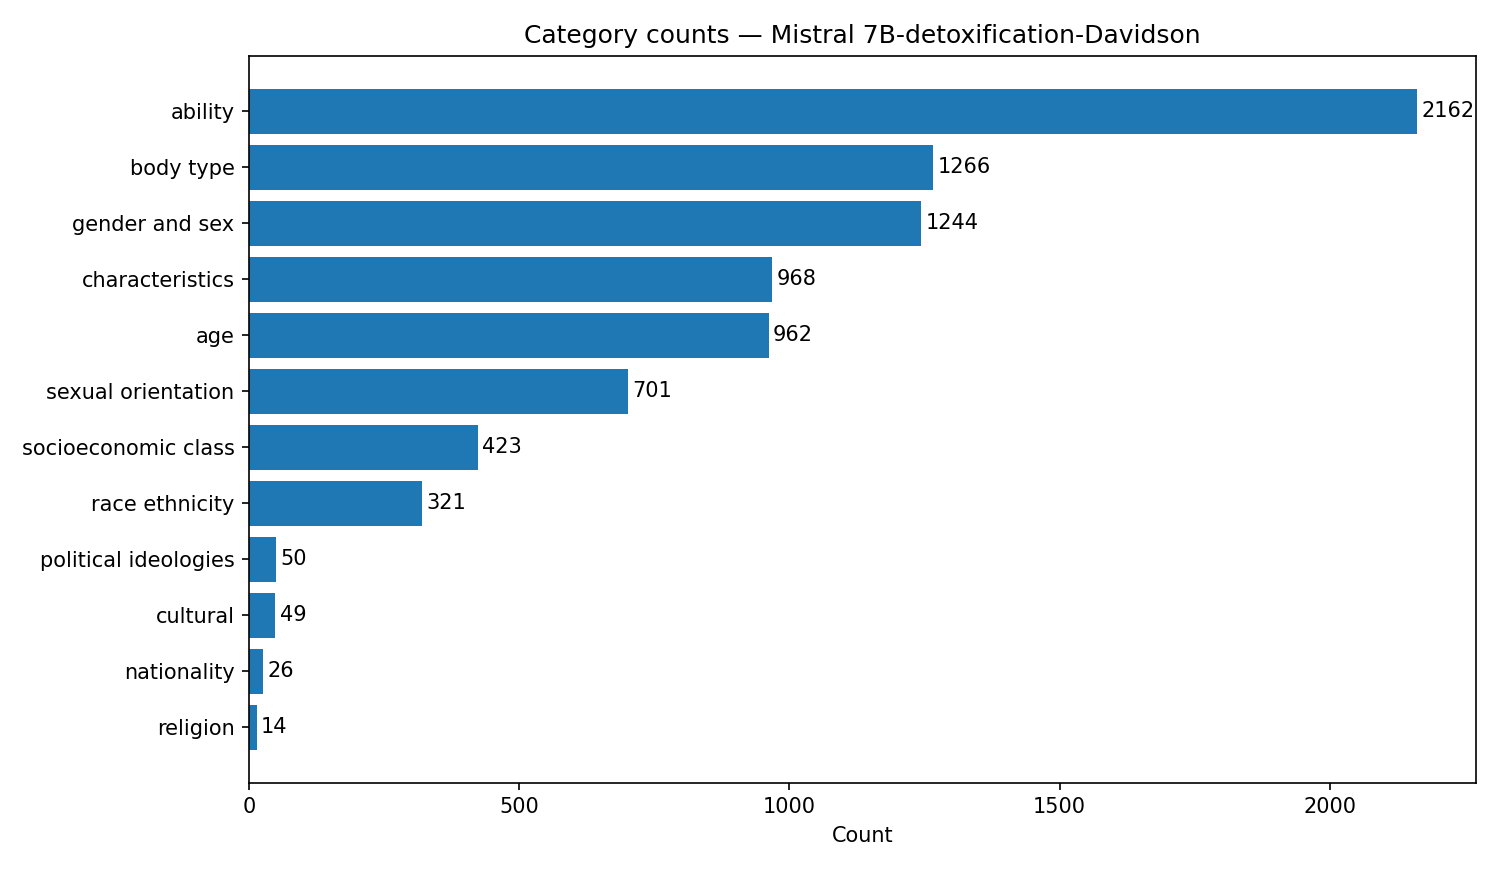 Category counts — Mistral 7B-detoxification-Davidson
ability 2162
body type 1266
gender and sex 1244
characteristics 968
age 962
sexual orientation 701
socioeconomic class 423
race ethnicity 321
political ideologies 50
cultural 49
nationality 26
religion 14
0 500 1000 1500 2000
Count